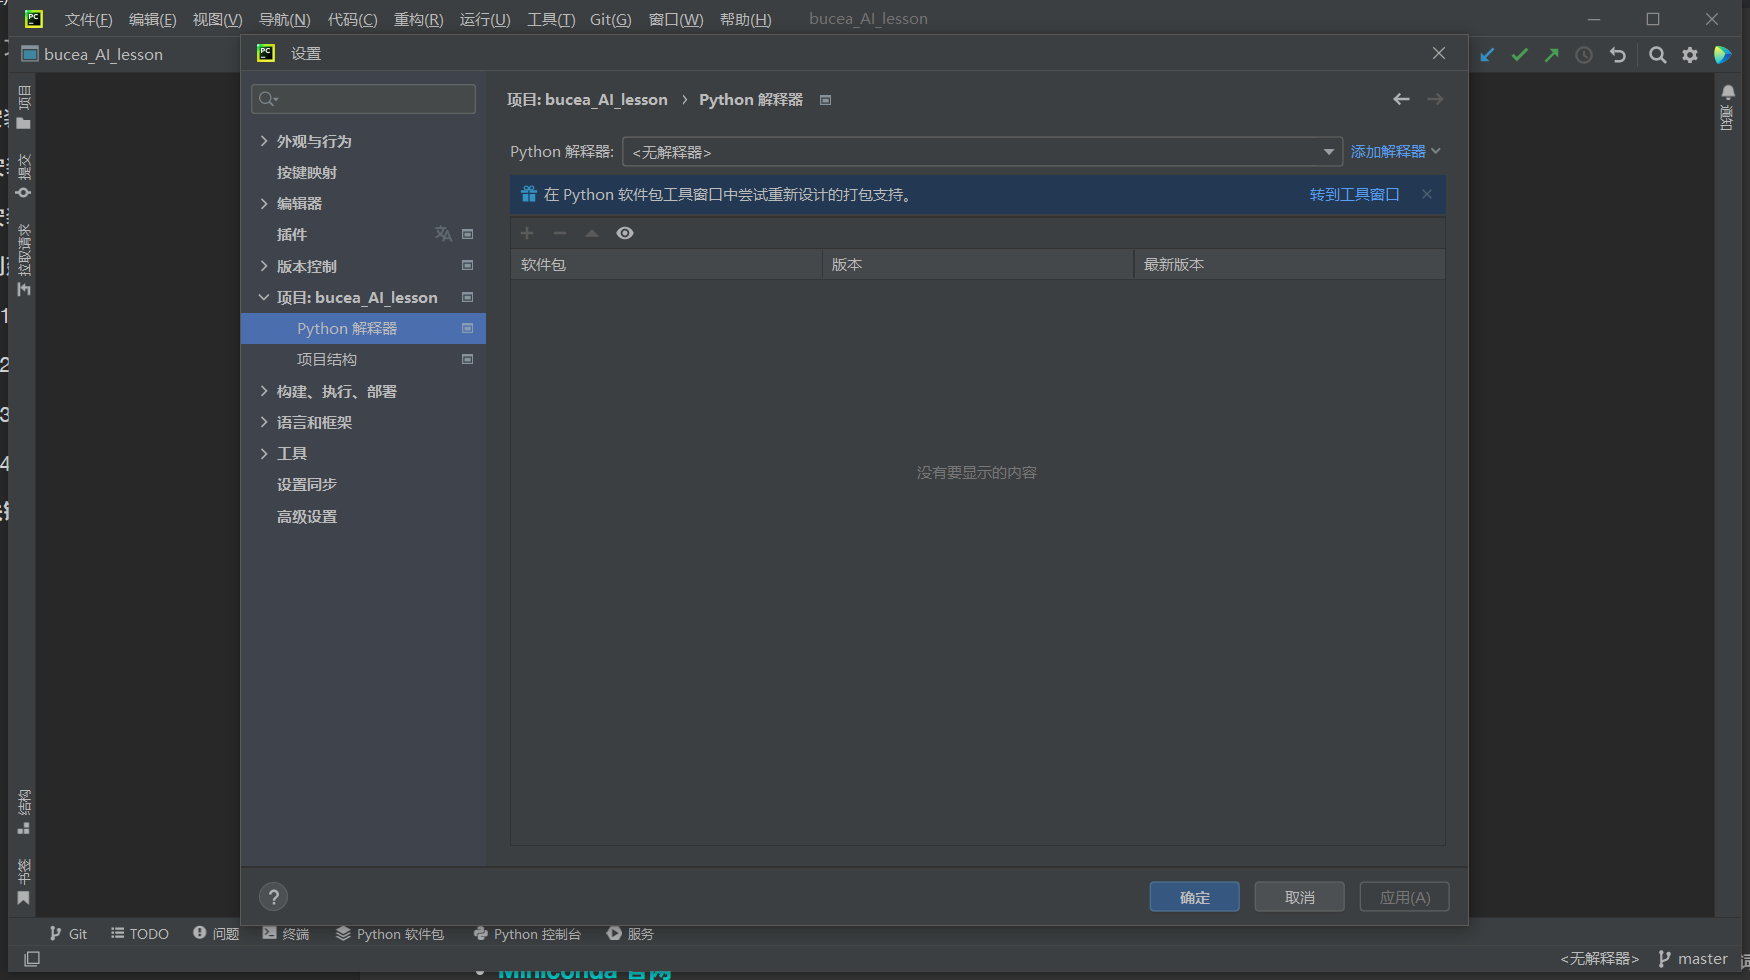 文件(F) 编辑(E) 视图(V) 导航(N) 代码(C) 重构(R) 运行(U) 工具(T) Git(G) 窗口(W) 帮助(H) bucea_AI_lesson
bucea_AI_lesson
设置
项目
提交
拉取请求
结构
书签
通知
外观与行为
按键映射
编辑器
插件
版本控制
项目: bucea_AI_lesson
Python 解释器
项目结构
构建、执行、部署
语言和框架
工具
设置同步
高级设置
项目: bucea_AI_lesson › Python 解释器
Python 解释器: <无解释器> 添加解释器
在 Python 软件包工具窗口中尝试重新设计的打包支持。 转到工具窗口
软件包 版本 最新版本
没有要显示的内容
? 确定 取消 应用(A)
Git TODO 问题 终端 Python 软件包 Python 控制台 服务
<无解释器> master
1
2
3
4
Miniconda 官网